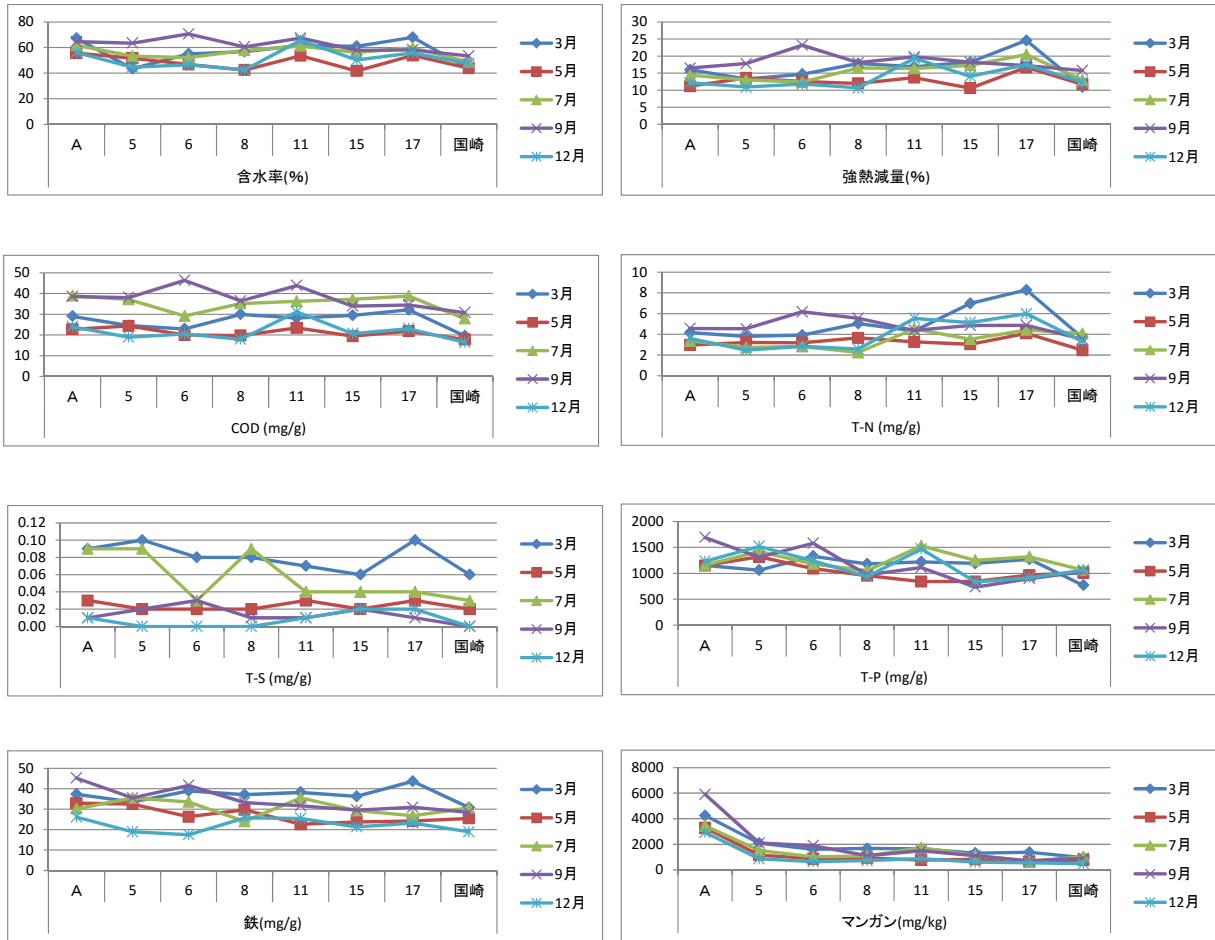 80
60
40
20
0
A 5 6 8 11 15 17 国崎
含水率(%)
3月
5月
7月
9月
12月
30
25
20
15
10
5
0
A 5 6 8 11 15 17 国崎
強熱減量(%)
3月
5月
7月
9月
12月
50
40
30
20
10
0
A 5 6 8 11 15 17 国崎
COD (mg/g)
3月
5月
7月
9月
12月
10
8
6
4
2
0
A 5 6 8 11 15 17 国崎
T-N (mg/g)
3月
5月
7月
9月
12月
0.12
0.10
0.08
0.06
0.04
0.02
0.00
A 5 6 8 11 15 17 国崎
T-S (mg/g)
3月
5月
7月
9月
12月
2000
1500
1000
500
0
A 5 6 8 11 15 17 国崎
T-P (mg/g)
3月
5月
7月
9月
12月
50
40
30
20
10
0
A 5 6 8 11 15 17 国崎
鉄(mg/g)
3月
5月
7月
9月
12月
8000
6000
4000
2000
0
A 5 6 8 11 15 17 国崎
マンガン(mg/kg)
3月
5月
7月
9月
12月